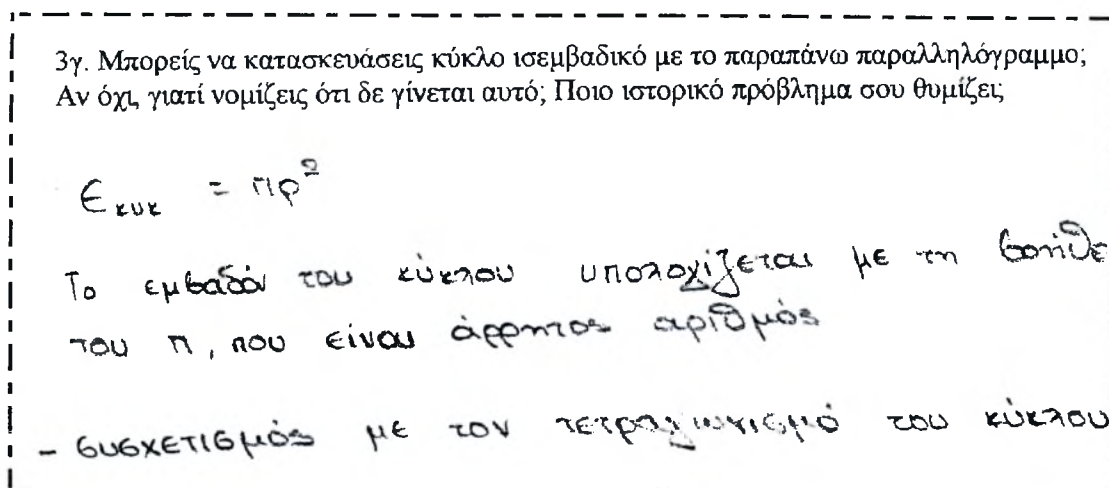 3γ. Μπορείς να κατασκευάσεις κύκλο ισεμβαδικό με το παραπάνω παραλληλόγραμμο;
Αν όχι, γιατί νομίζεις ότι δε γίνεται αυτό; Ποιο ιστορικό πρόβλημα σου θυμίζει;
Εκυκ = πρ²
Το εμβαδόν του κύκλου υπολογίζεται με τη βοήθε
του π, που είναι άρρητος αριθμός
- συσχετισμός με τον τετραγωνισμό του κύκλου